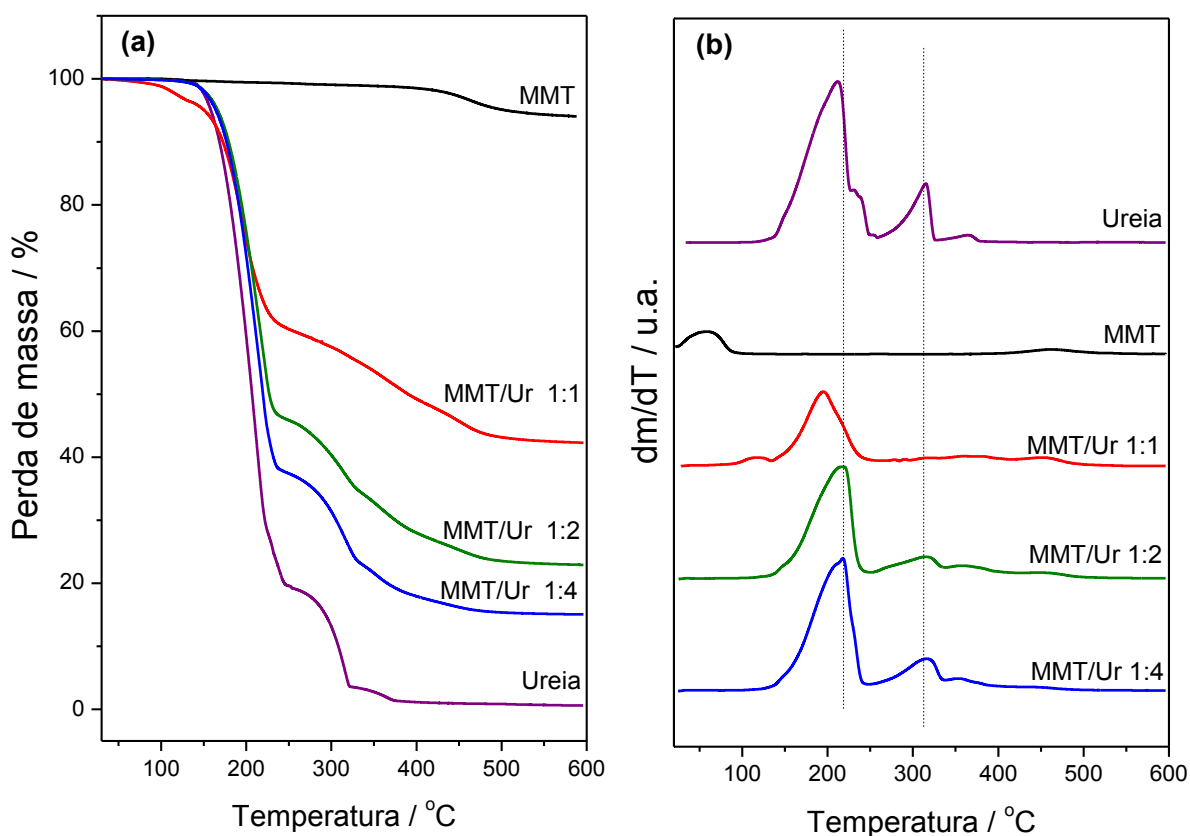 (a)
Perda de massa / %
100
80
60
40
20
0
MMT
MMT/Ur 1:1
MMT/Ur 1:2
MMT/Ur 1:4
Ureia
100 200 300 400 500 600
Temperatura / °C
(b)
dm/dT / u.a.
Ureia
MMT
MMT/Ur 1:1
MMT/Ur 1:2
MMT/Ur 1:4
100 200 300 400 500 600
Temperatura / °C